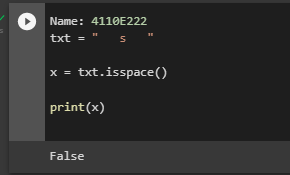 Name: 4110E222
txt = "   s   "
x = txt.isspace()
print(x)
False